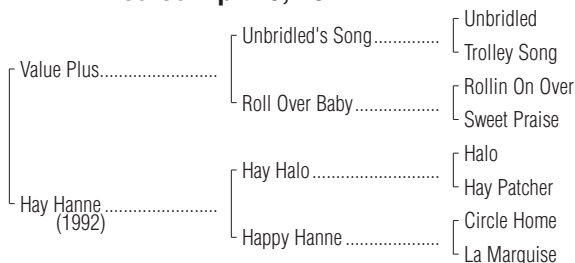 Unbridled
Unbridled's Song
Trolley Song
Value Plus
Rollin On Over
Roll Over Baby
Sweet Praise
Halo
Hay Halo
Hay Patcher
Hay Hanne
(1992)
Circle Home
Happy Hanne
La Marquise